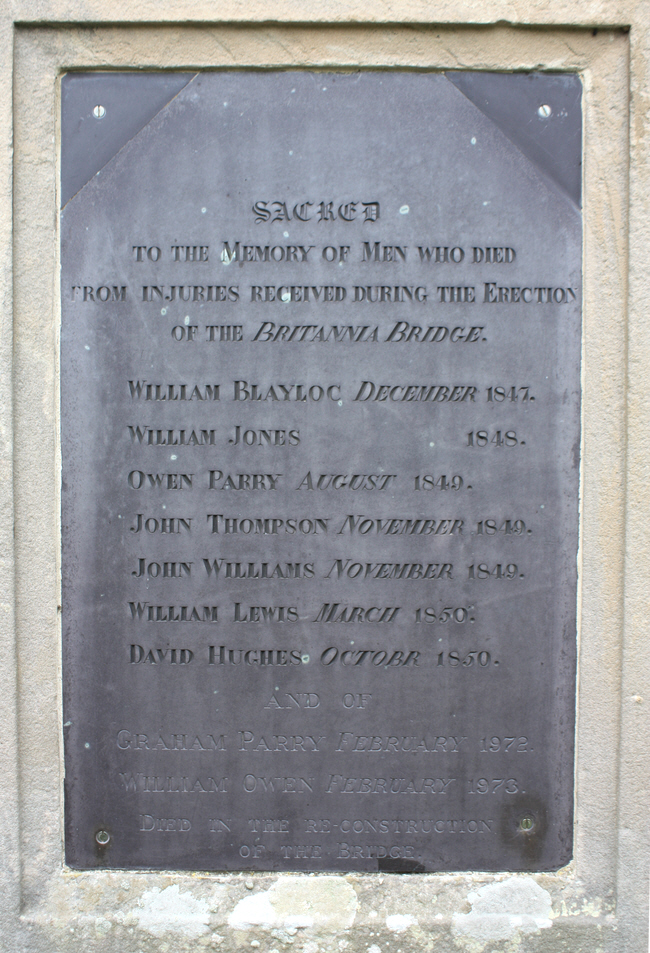 SACRED
TO THE MEMORY OF MEN WHO DIED
FROM INJURIES RECEIVED DURING THE ERECTION
OF THE BRITANNIA BRIDGE.
WILLIAM BLAYLOC DECEMBER 1847.
WILLIAM JONES 1848.
OWEN PARRY AUGUST 1849.
JOHN THOMPSON NOVEMBER 1849.
JOHN WILLIAMS NOVEMBER 1849.
WILLIAM LEWIS MARCH 1850.
DAVID HUGHES OCTOBR 1850.
AND OF
GRAHAM PARRY FEBRUARY 1972.
WILLIAM OWEN FEBRUARY 1973.
DIED IN THE RE-CONSTRUCTION
OF THE BRIDGE